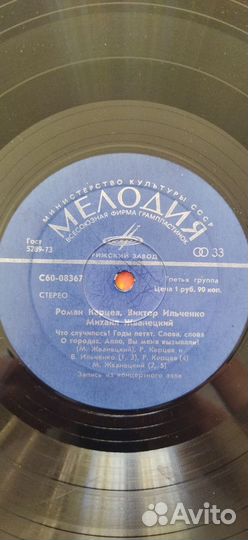 МИНИСТЕРСТВО КУЛЬТУРЫ СССР
МЕЛОДИЯ
ВСЕСОЮЗНАЯ ФИРМА ГРАМПЛАСТИНОК
Гост
5289-73
33
РИЖСКИЙ ЗАВОД
С60-08367
Третья группа
Цена 1 руб. 90 коп.
СТЕРЕО
Роман Карцев, Виктор Ильченко
Михаил Жванецкий
Что случилось? Годы летят. Слова, слова
О городах. Алло, Вы меня вызывали?
(М. Жванецкий), Р. Карцев и
В. Ильченко (1, 3), Р. Карцев (4)
М. Жванецкий (2, 5)
Запись из концертного зала
Avito